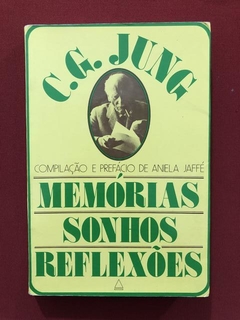 C.G. JUNG
COMPILAÇÃO E PREFÁCIO DE ANIELA JAFFÉ
MEMÓRIAS
SONHOS
REFLEXÕES